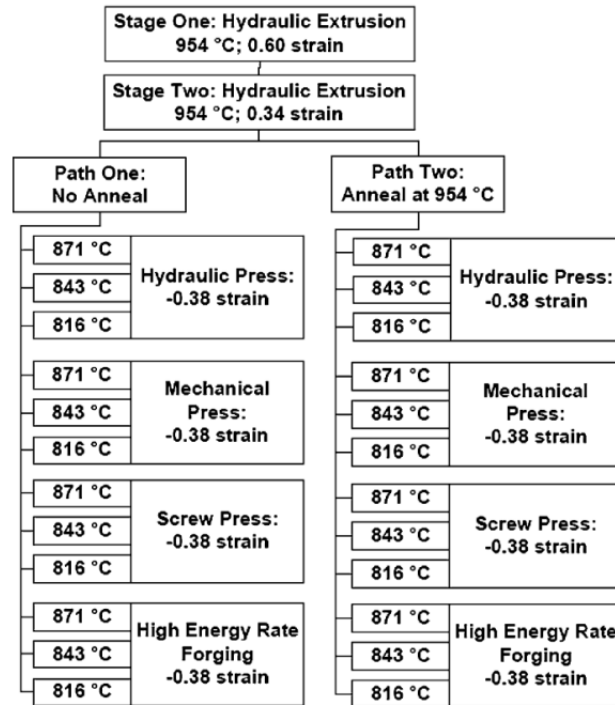 Stage One: Hydraulic Extrusion
954 °C; 0.60 strain
Stage Two: Hydraulic Extrusion
954 °C; 0.34 strain
Path One:
No Anneal
871 °C
843 °C
816 °C
Hydraulic Press:
-0.38 strain
871 °C
843 °C
816 °C
Mechanical
Press:
-0.38 strain
871 °C
843 °C
816 °C
Screw Press:
-0.38 strain
871 °C
843 °C
816 °C
High Energy Rate
Forging
-0.38 strain
Path Two:
Anneal at 954 °C
871 °C
843 °C
816 °C
Hydraulic Press:
-0.38 strain
871 °C
843 °C
816 °C
Mechanical
Press:
-0.38 strain
871 °C
843 °C
816 °C
Screw Press:
-0.38 strain
871 °C
843 °C
816 °C
High Energy Rate
Forging
-0.38 strain